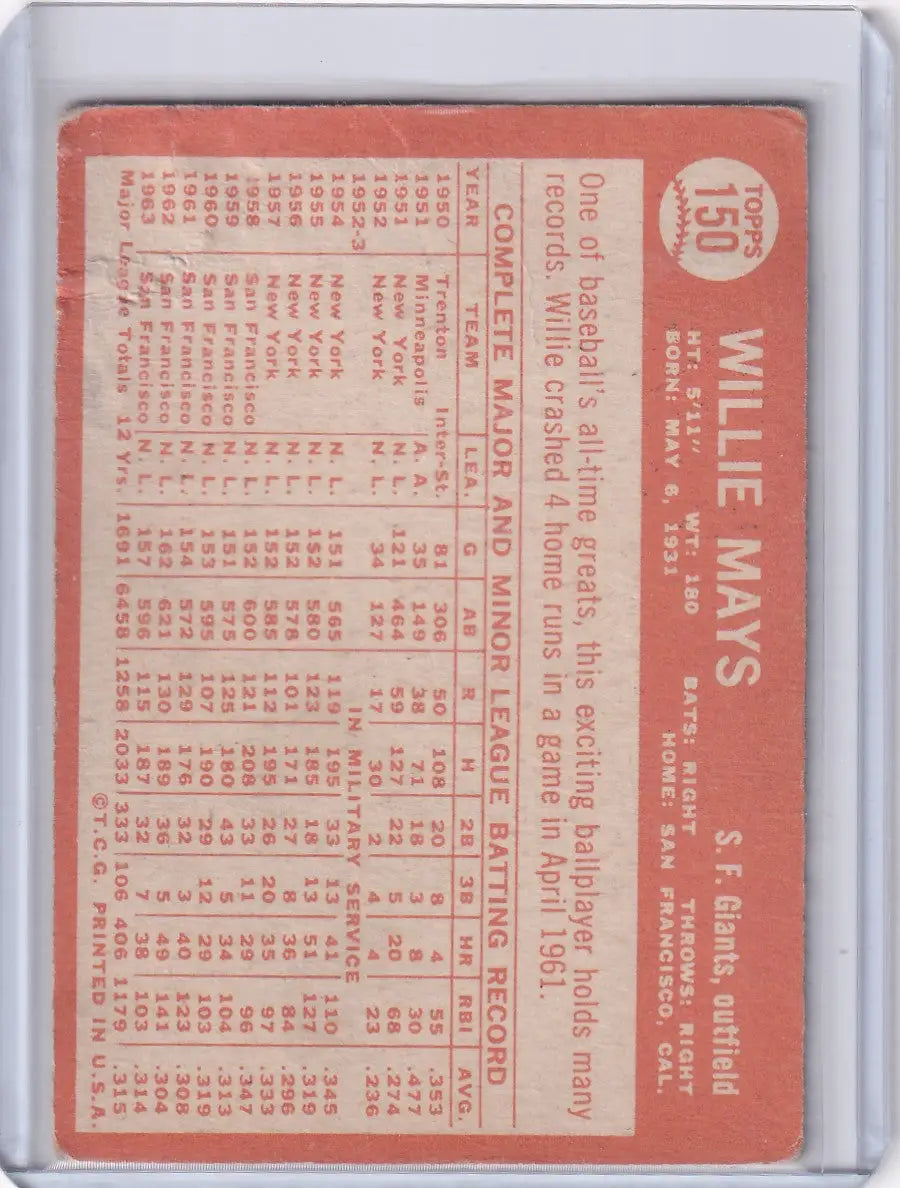 TOPPS
150
WILLIE MAYS
S. F. Giants, outfield
HT: 5'11" WT: 180 BATS: RIGHT THROWS: RIGHT
BORN: MAY 6, 1931 HOME: SAN FRANCISCO, CAL.
One of baseball's all-time greats, this exciting ballplayer holds many
records. Willie crashed 4 home runs in a game in April 1961.
COMPLETE MAJOR AND MINOR LEAGUE BATTING RECORD
YEAR TEAM LEA. G AB R H 2B 3B HR RBI AVG.
1950 Trenton Inter-St. 81 306 50 108 20 8 4 55 .353
1951 Minneapolis A. A. 35 149 38 71 18 3 8 30 .477
1951 New York N. L. 121 464 59 127 22 5 20 68 .274
1952 New York N. L. 34 127 17 30 2 4 4 23 .236
1952-3 IN MILITARY SERVICE
1954 New York N. L. 151 565 119 195 33 13 41 110 .345
1955 New York N. L. 152 580 123 185 18 13 51 127 .319
1956 New York N. L. 152 578 101 171 27 8 36 84 .296
1957 New York N. L. 152 585 112 195 26 20 35 97 .333
1958 San Francisco N. L. 152 600 121 208 33 11 29 96 .347
1959 San Francisco N. L. 151 575 125 180 43 5 34 104 .313
1960 San Francisco N. L. 153 595 107 190 29 12 29 103 .319
1961 San Francisco N. L. 154 572 129 176 32 3 40 123 .308
1962 San Francisco N. L. 162 621 130 189 36 5 49 141 .304
1963 San Francisco N. L. 157 596 115 187 32 7 38 103 .314
Major League Totals 12 Yrs. 1691 6458 1258 2033 333 106 406 1179 .315
©T.C.G. PRINTED IN U.S.A.